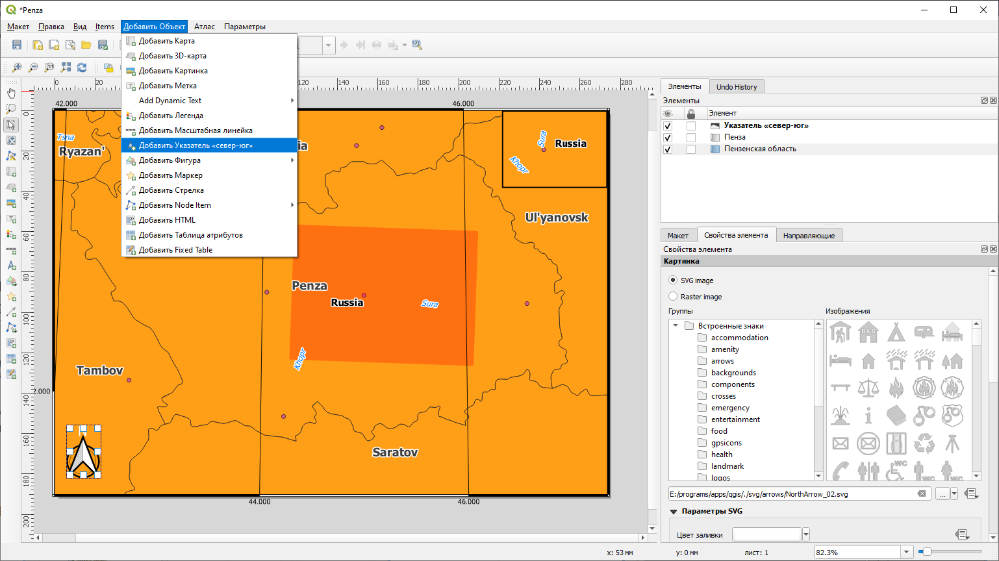 *Penza
Макет Правка Вид Items Добавить Объект Атлас Параметры
Добавить Карта
Добавить 3D-карта
Добавить Картинка
Добавить Метка
Add Dynamic Text
Добавить Легенда
Добавить Масштабная линейка
Добавить Указатель «север-юг»
Добавить Фигура
Добавить Маркер
Добавить Стрелка
Добавить Node Item
Добавить HTML
Добавить Таблица атрибутов
Добавить Fixed Table
0 20 120 140 160 180 200 220 240 260 280
0 20 40 60 80 100 120 140 160 180 200
42.000 46.000
Tsna
Ryazan'
ia
Sura
Russia
Khopr
Ul'yanovsk
Penza
Russia
Sura
Khopr
Tambov
2.000
N
Saratov
44.000 46.000
Элементы Undo History
Элементы
Элемент
Указатель «север-юг»
Пенза
Пензенская область
Макет Свойства элемента Направляющие
Свойства элемента
Картинка
SVG image
Raster image
Группы Изображения
Встроенные знаки
accommodation
amenity
arrows
backgrounds
components
crosses
emergency
entertainment
food
gpsicons
health
landmark
logos
B&B
WC
WC
WC
E:/programs/apps/qgis/./svg/arrows/NorthArrow_02.svg
...
Параметры SVG
Цвет заливки
x: 53 мм y: 0 мм лист: 1 82.3%